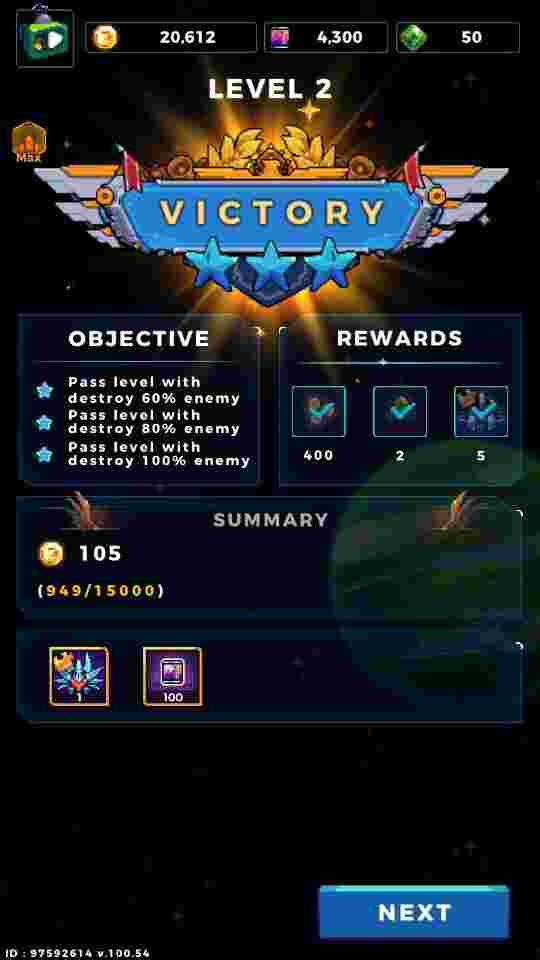 20,612
4,300
50
LEVEL 2
Max
VICTORY
OBJECTIVE
Pass level with
destroy 60% enemy
Pass level with
destroy 80% enemy
Pass level with
destroy 100% enemy
REWARDS
400
2
5
SUMMARY
105
(949/15000)
1
100
NEXT
ID : 97592614 v.100.54